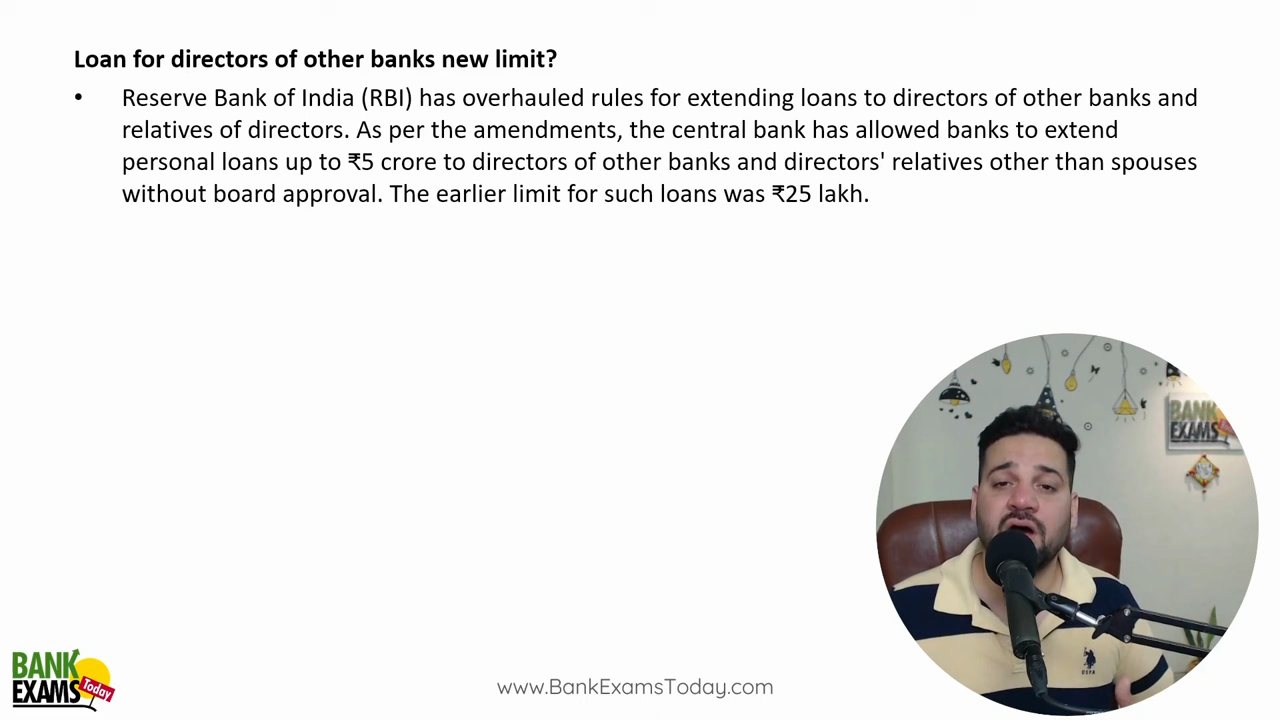 Loan for directors of other banks new limit?
• Reserve Bank of India (RBI) has overhauled rules for extending loans to directors of other banks and
relatives of directors. As per the amendments, the central bank has allowed banks to extend
personal loans up to ₹5 crore to directors of other banks and directors' relatives other than spouses
without board approval. The earlier limit for such loans was ₹25 lakh.
BANK
EXAMS
BANK
EXAMS
Today
www.BankExamsToday.com